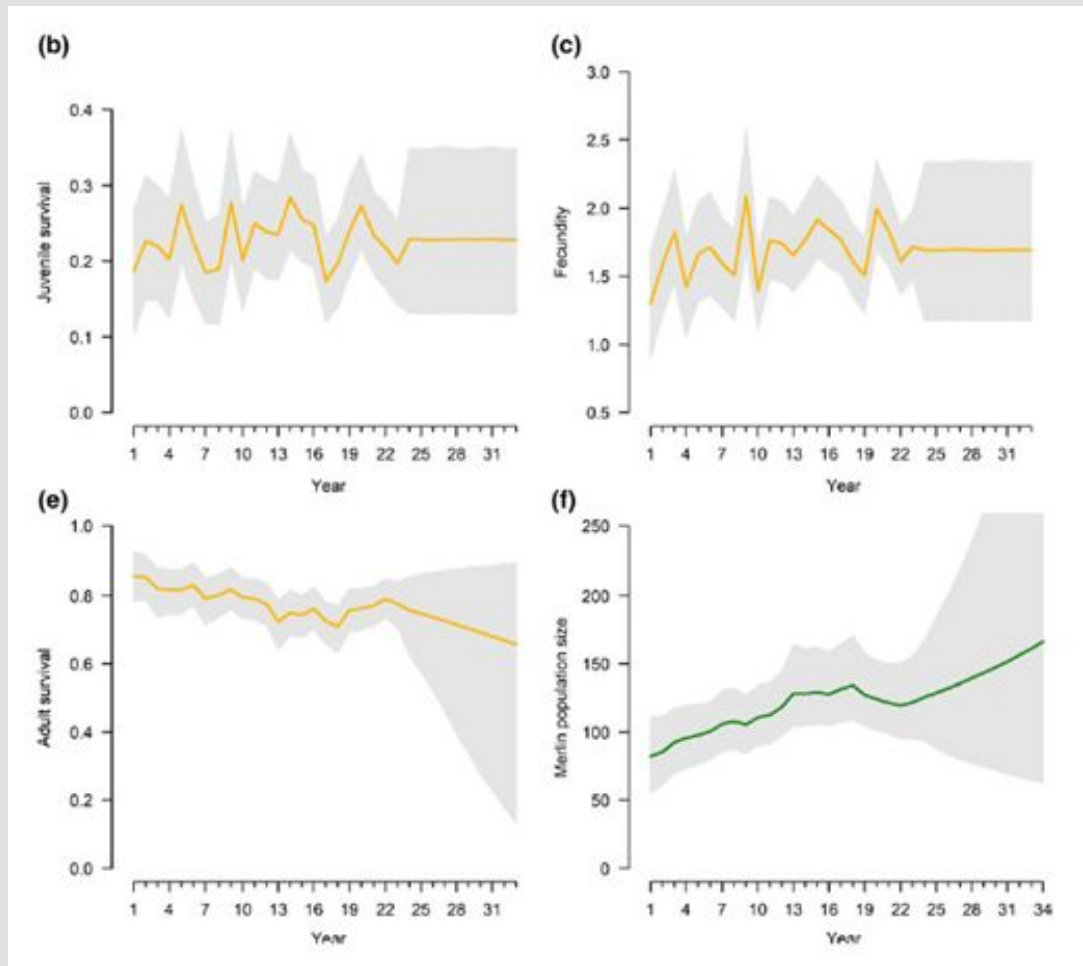 (b)
Juvenile survival
0.4
0.3
0.2
0.1
0.0
1 4 7 10 13 16 19 22 25 28 31
Year
(c)
Fecundity
3.0
2.5
2.0
1.5
1.0
0.5
1 4 7 10 13 16 19 22 25 28 31
Year
(e)
Adult survival
1.0
0.8
0.6
0.4
0.2
0.0
1 4 7 10 13 16 19 22 25 28 31
Year
(f)
Merlin population size
250
200
150
100
50
0
1 4 7 10 13 16 19 22 25 28 31 34
Year